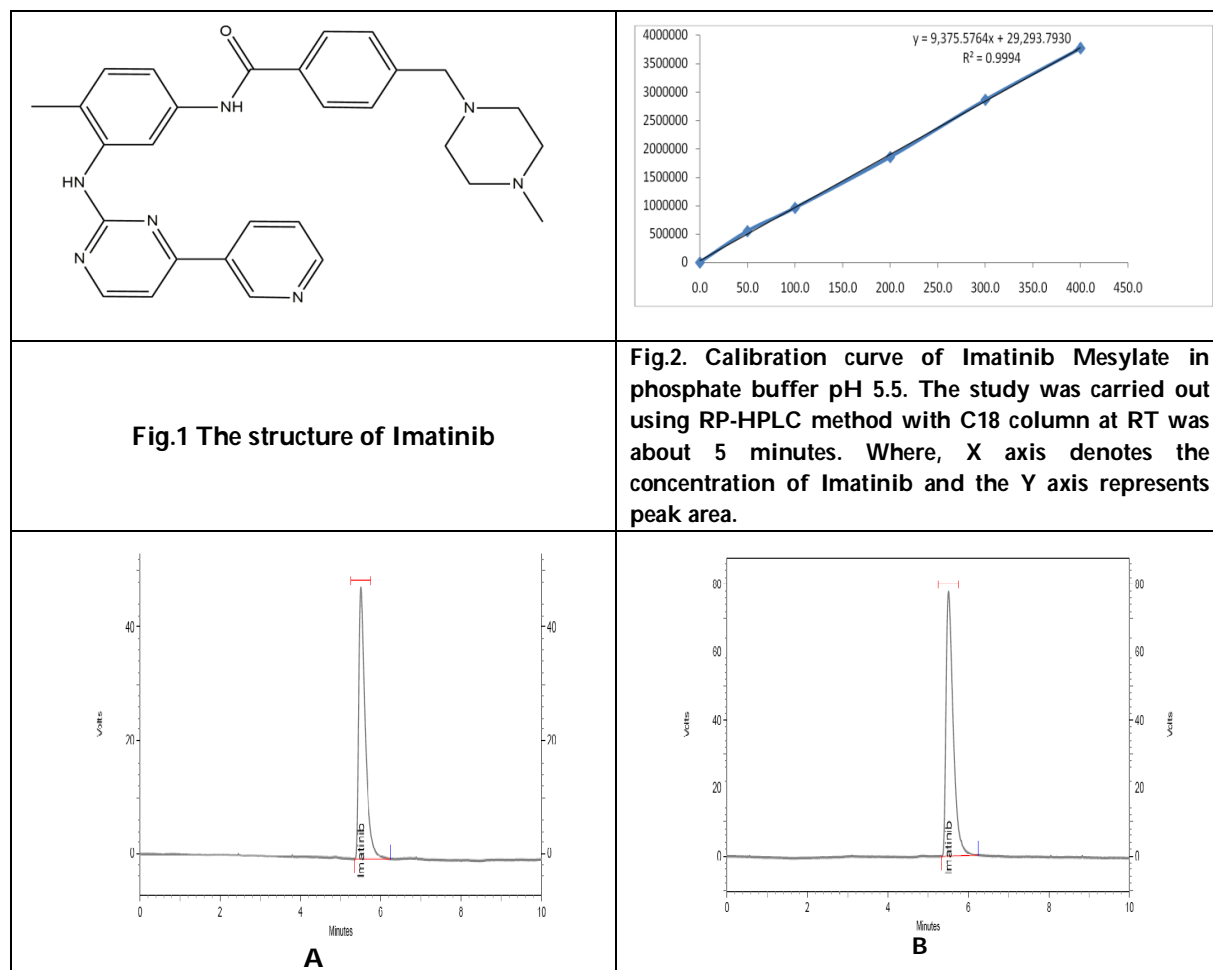 O
NH
N
N
HN
N
N
N
y = 9,375.5764x + 29,293.7930
R² = 0.9994
4000000
3500000
3000000
2500000
2000000
1500000
1000000
500000
0
0.0 50.0 100.0 150.0 200.0 250.0 300.0 350.0 400.0 450.0
Fig.1 The structure of Imatinib
Fig.2. Calibration curve of Imatinib Mesylate in
phosphate buffer pH 5.5. The study was carried out
using RP-HPLC method with C18 column at RT was
about 5 minutes. Where, X axis denotes the
concentration of Imatinib and the Y axis represents
peak area.
40
20
0
Volts
Imatinib
40
20
0
0 2 4 6 8 10
Minutes
A
80
60
40
20
0
Volts
Imatinib
80
60
40
20
0
Volts
0 2 4 6 8 10
Minutes
B